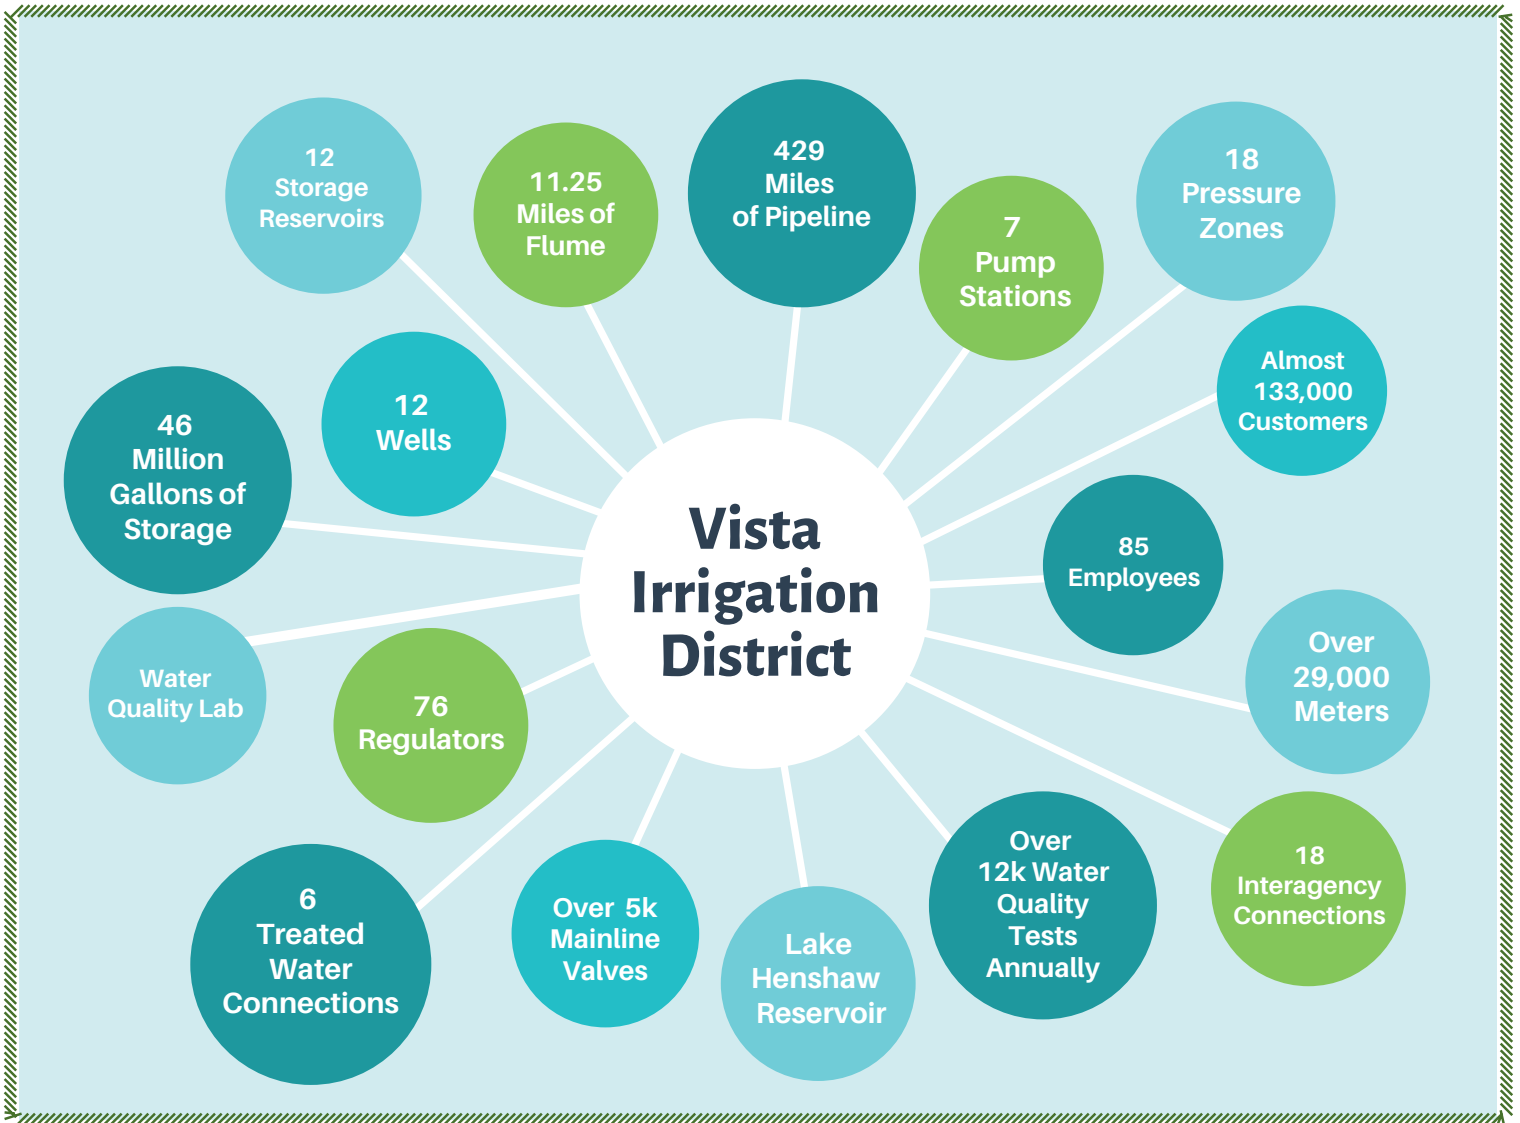 12
Storage
Reservoirs
11.25
Miles of
Flume
429
Miles
of Pipeline
7
Pump
Stations
18
Pressure
Zones
Almost
133,000
Customers
46
Million
Gallons of
Storage
12
Wells
Vista
Irrigation
District
85
Employees
Over
29,000
Meters
Water
Quality Lab
76
Regulators
6
Treated
Water
Connections
Over 5k
Mainline
Valves
Lake
Henshaw
Reservoir
Over
12k Water
Quality
Tests
Annually
18
Interagency
Connections